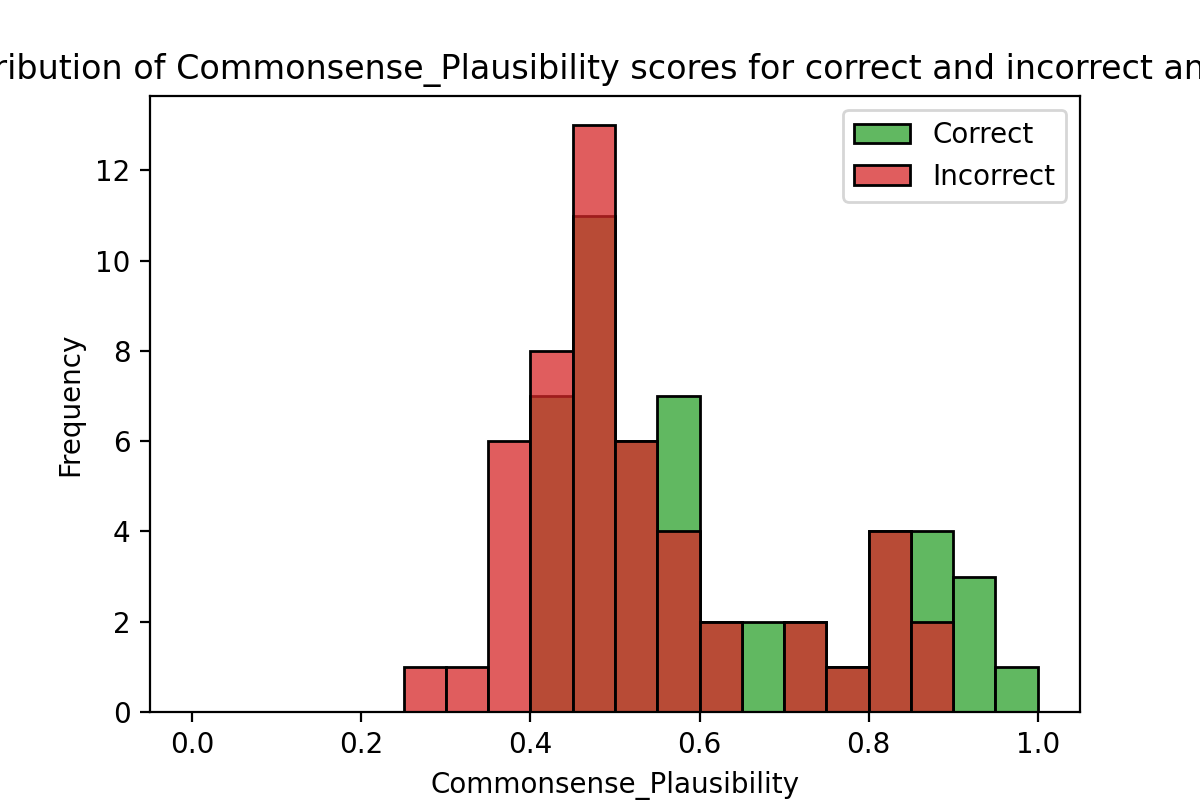 ribution of Commonsense_Plausibility scores for correct and incorrect an
Correct
Incorrect
12
10
8
6
4
2
0
Frequency
0.0 0.2 0.4 0.6 0.8 1.0
Commonsense_Plausibility